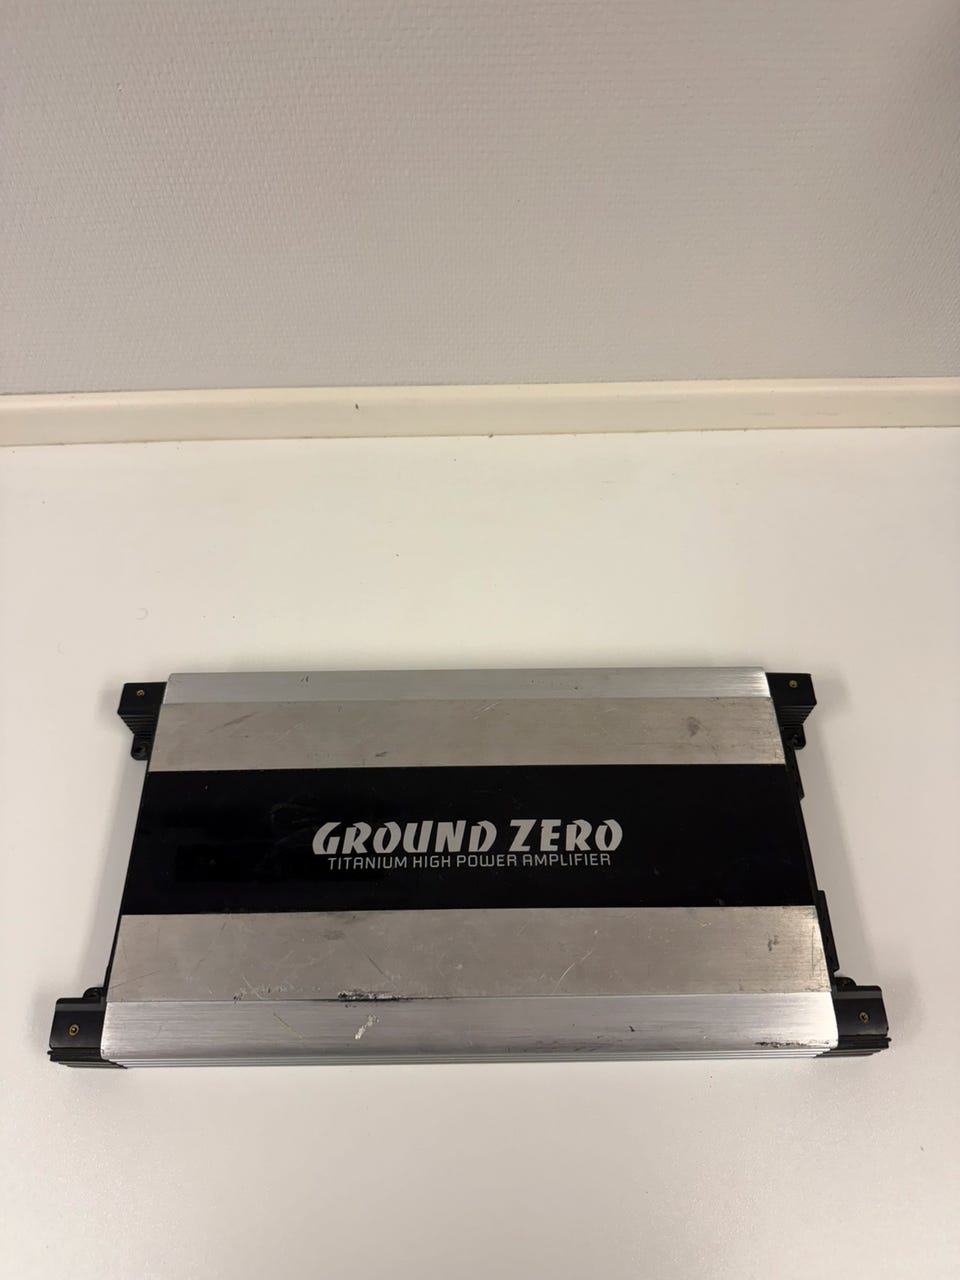 GROUND ZERO
TITANIUM HIGH POWER AMPLIFIER